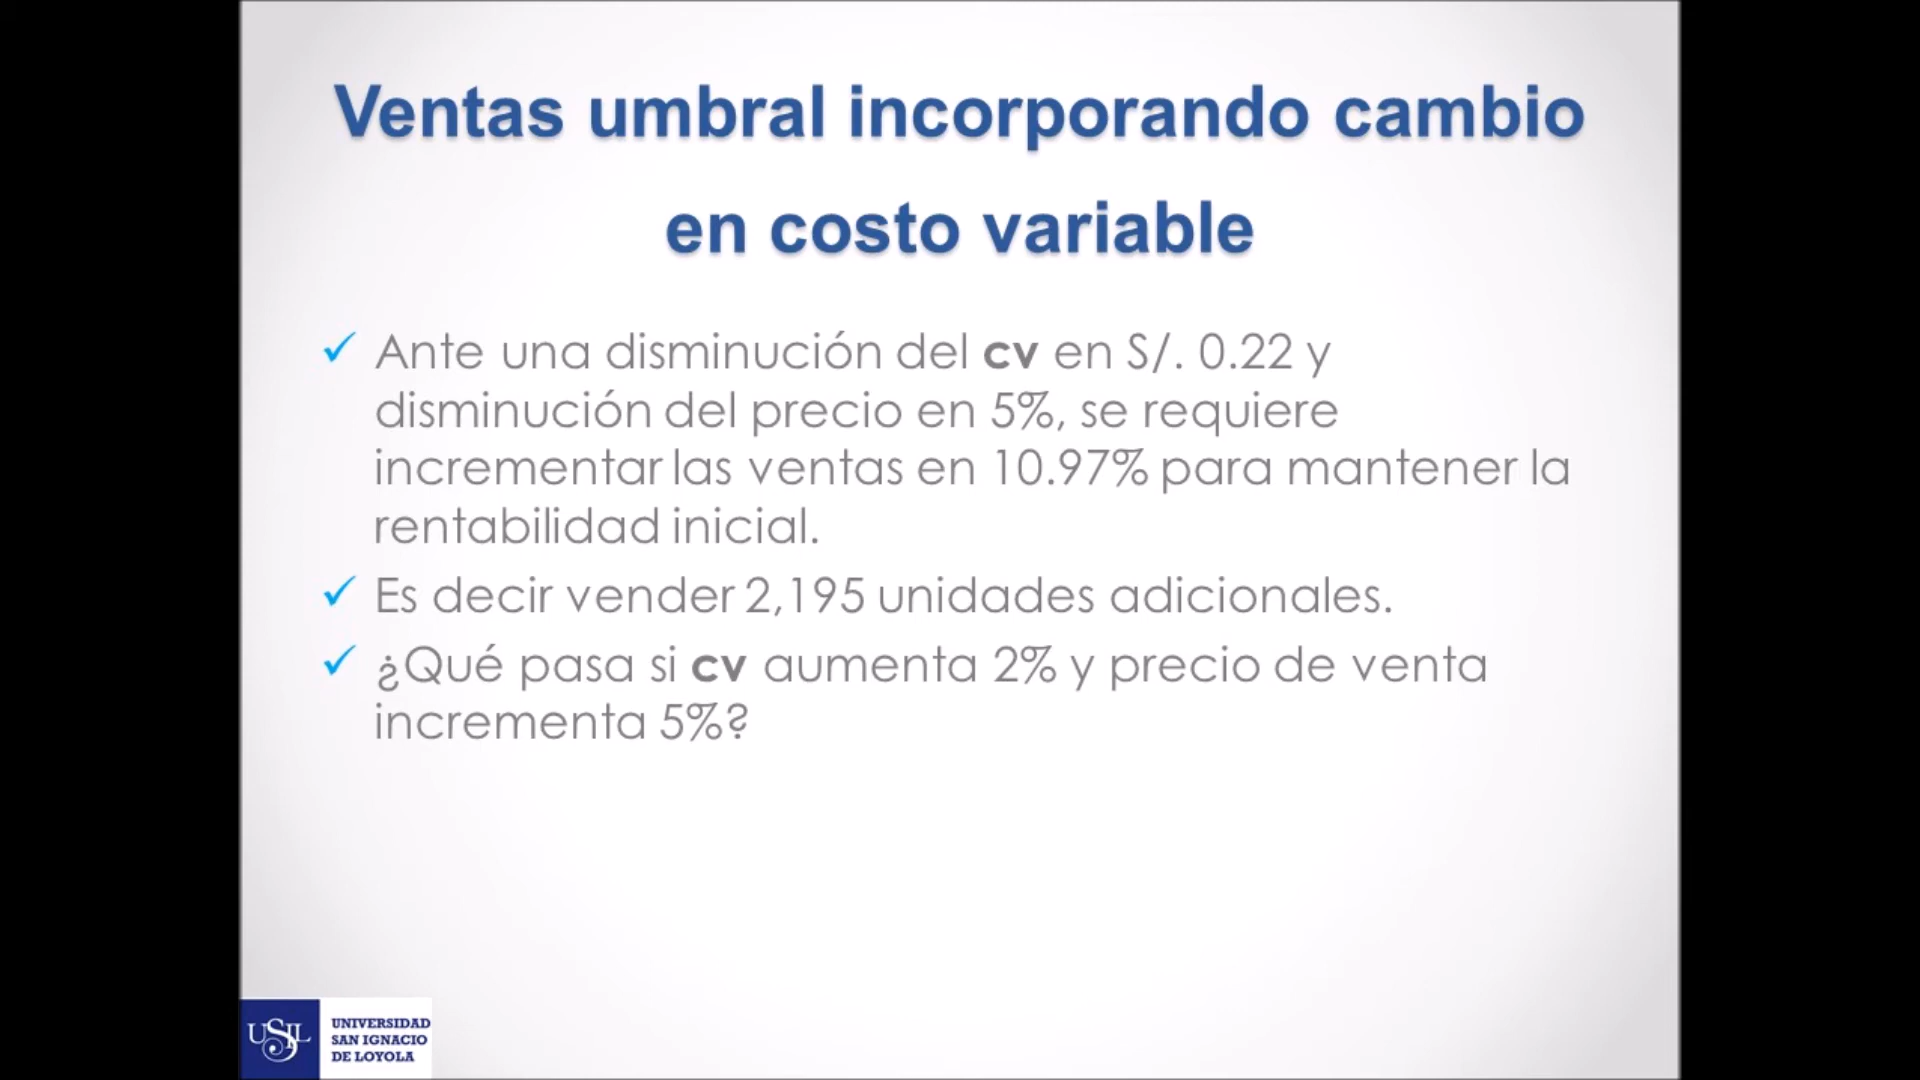 Ventas umbral incorporando cambio
en costo variable
✓ Ante una disminución del cv en S/. 0.22 y
disminución del precio en 5%, se requiere
incrementar las ventas en 10.97% para mantener la
rentabilidad inicial.
✓ Es decir vender 2,195 unidades adicionales.
✓ ¿Qué pasa si cv aumenta 2% y precio de venta
incrementa 5%?
USIL
UNIVERSIDAD
SAN IGNACIO
DE LOYOLA